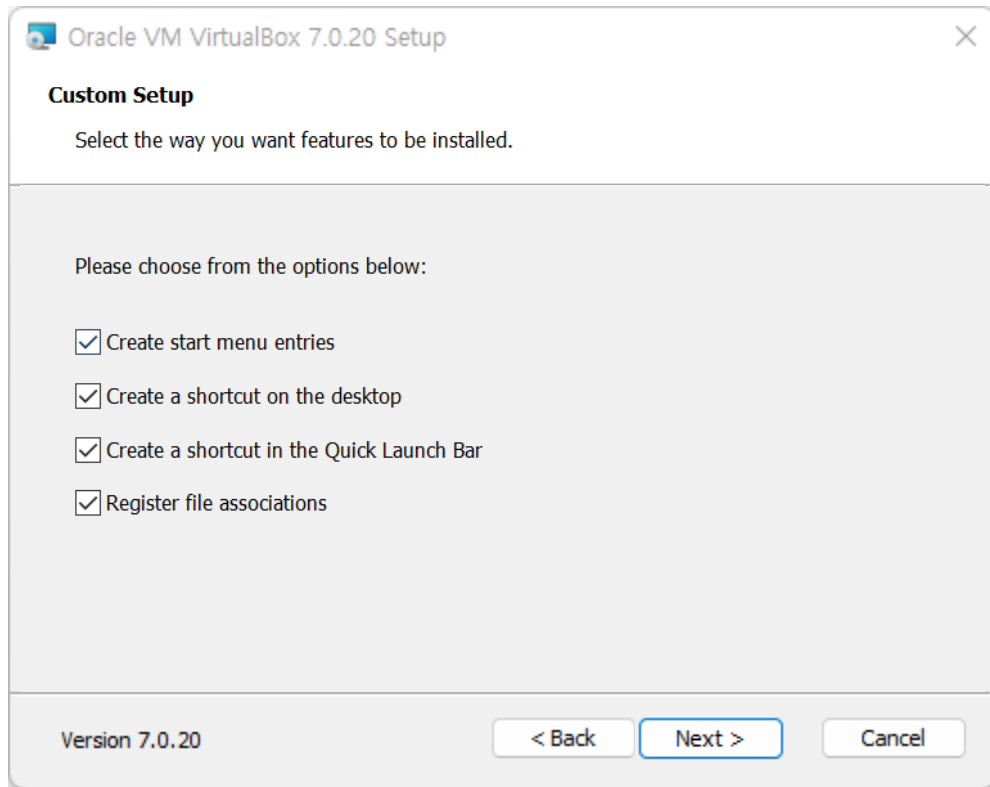 Oracle VM VirtualBox 7.0.20 Setup
Custom Setup
Select the way you want features to be installed.
Please choose from the options below:
Create start menu entries
Create a shortcut on the desktop
Create a shortcut in the Quick Launch Bar
Register file associations
Version 7.0.20
< Back
Next >
Cancel